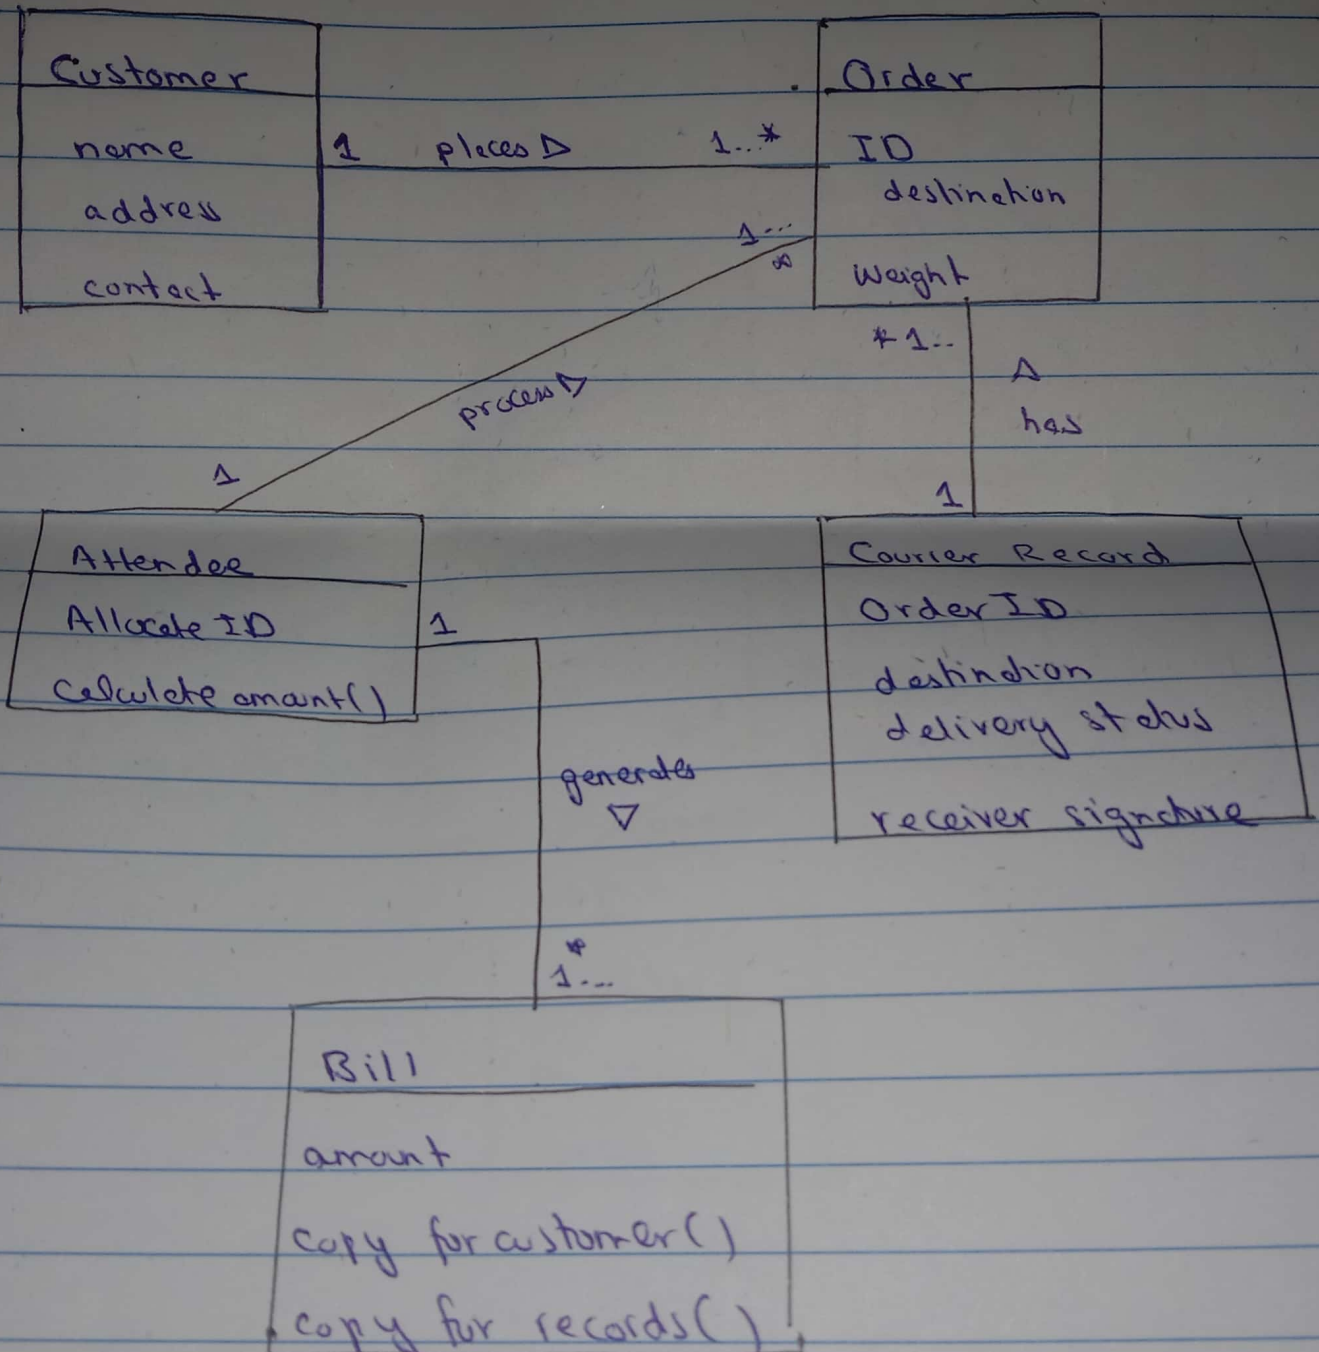 Customer
name
address
contact
1 places ▷ 1..*
Order
ID
destination
Weight
1...
*
process ▷
1
* 1..
△
has
1
Attendee
Allocate ID
Calculate amount()
1
generates
▽
*
1...
Courier Record
Order ID
destination
delivery status
receiver signature
Bill
amount
copy for customer()
copy for records()